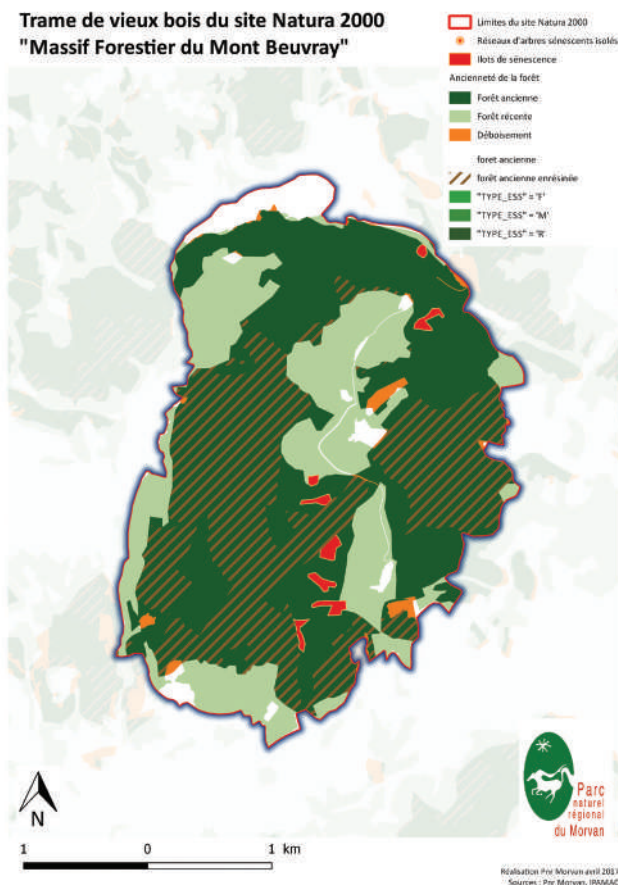 Trame de vieux bois du site Natura 2000
"Massif Forestier du Mont Beuvray"
Limites du site Natura 2000
Réseaux d'arbres sénescents isolés
Ilots de sénescence
Ancienneté de la forêt
Forêt ancienne
Forêt récente
Déboisement
foret ancienne
forêt ancienne enrésinée
"TYPE_ESS" = 'F'
"TYPE_ESS" = 'M'
"TYPE_ESS" = 'R'
N
1 0 1 km
Parc
naturel
régional
du Morvan
Réalisation Pnr Morvan avril 2017
Sources : Pnr Morvan, IPAMAC